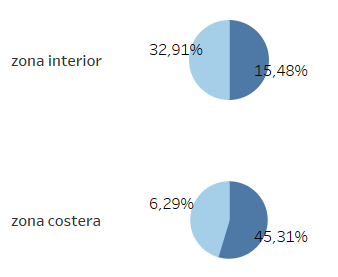 32,91%
zona interior
15,48%
6,29%
zona costera
45,31%